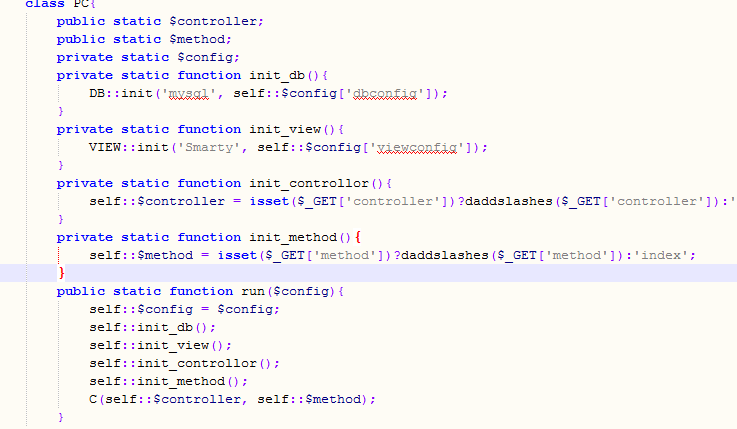 class PC{
public static $controller;
public static $method;
private static $config;
private static function init_db(){
DB::init('mysql', self::$config['dbconfig']);
}
private static function init_view(){
VIEW::init('Smarty', self::$config['viewconfig']);
}
private static function init_controllor(){
self::$controller = isset($_GET['controller'])?daddslashes($_GET['controller']):'
}
private static function init_method(){
self::$method = isset($_GET['method'])?daddslashes($_GET['method']):'index';
}
public static function run($config){
self::$config = $config;
self::init_db();
self::init_view();
self::init_controllor();
self::init_method();
C(self::$controller, self::$method);
}